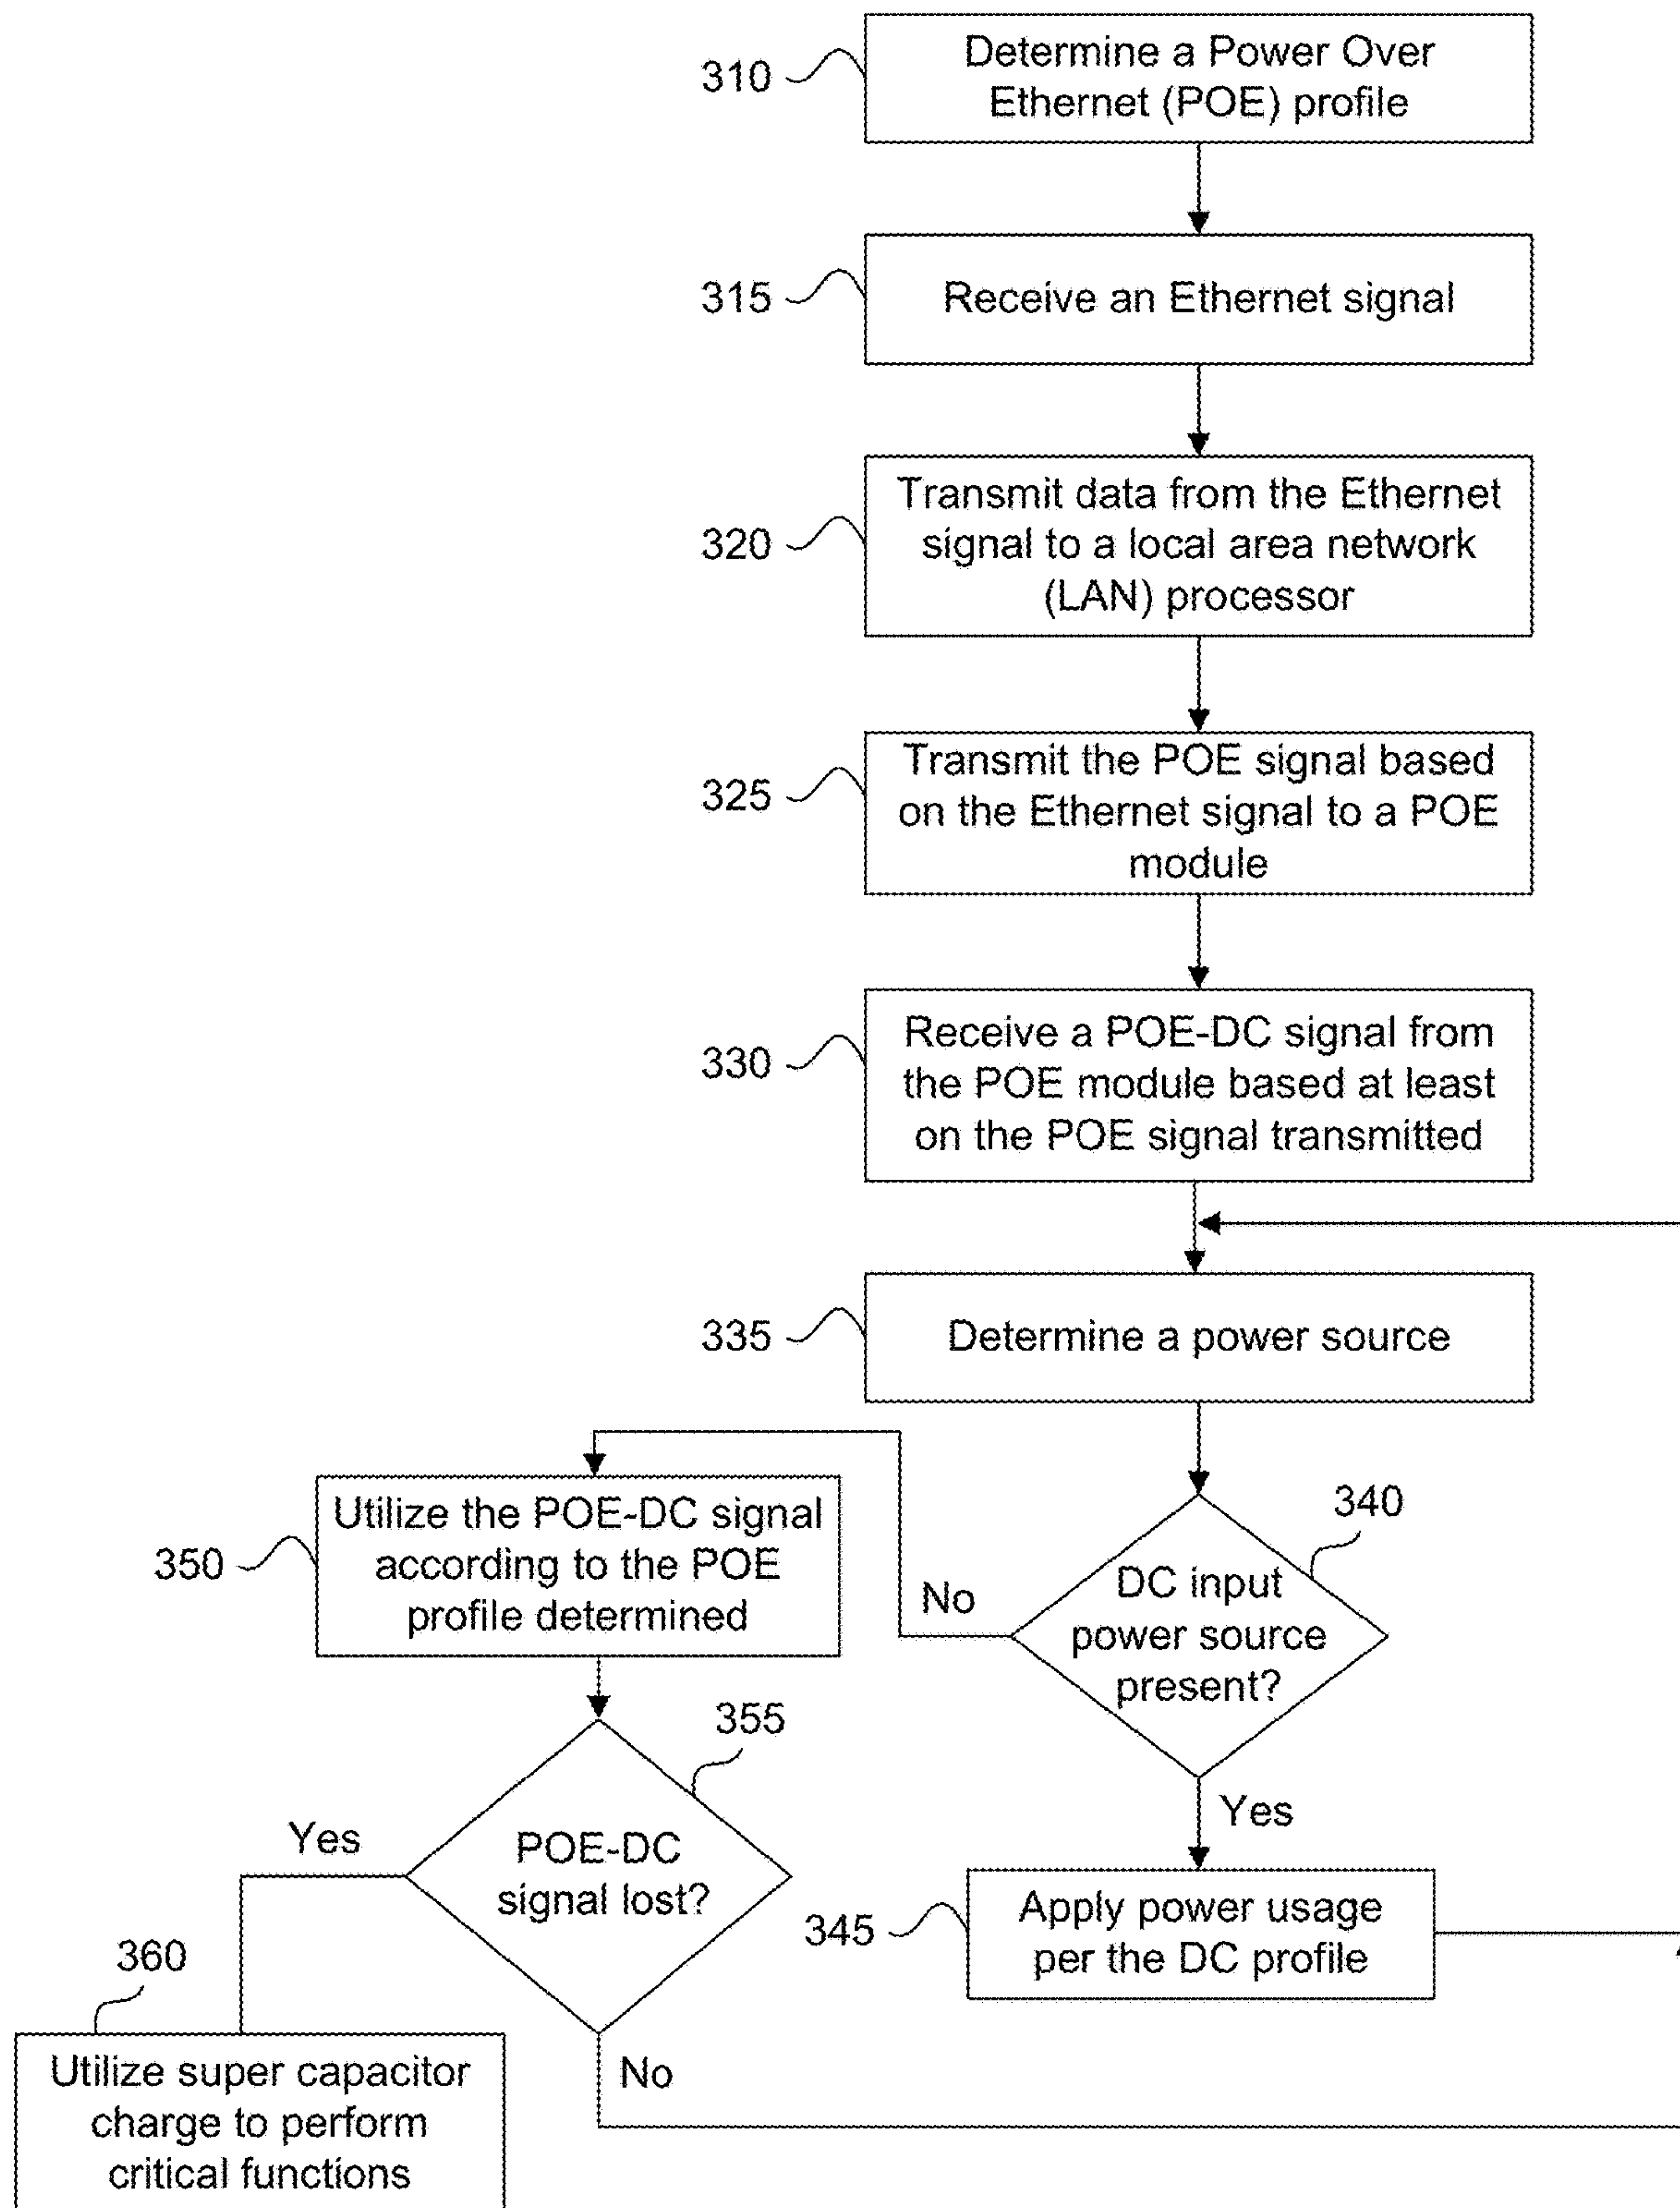 310
Determine a Power Over
Ethernet (POE) profile
315
Receive an Ethernet signal
320
Transmit data from the Ethernet
signal to a local area network
(LAN) processor
325
Transmit the POE signal based
on the Ethernet signal to a POE
module
330
Receive a POE-DC signal from
the POE module based at least
on the POE signal transmitted
335
Determine a power source
340
DC input
power source
present?
No
Yes
350
Utilize the POE-DC signal
according to the POE
profile determined
345
Apply power usage
per the DC profile
355
POE-DC
signal lost?
Yes
No
360
Utilize super capacitor
charge to perform
critical functions